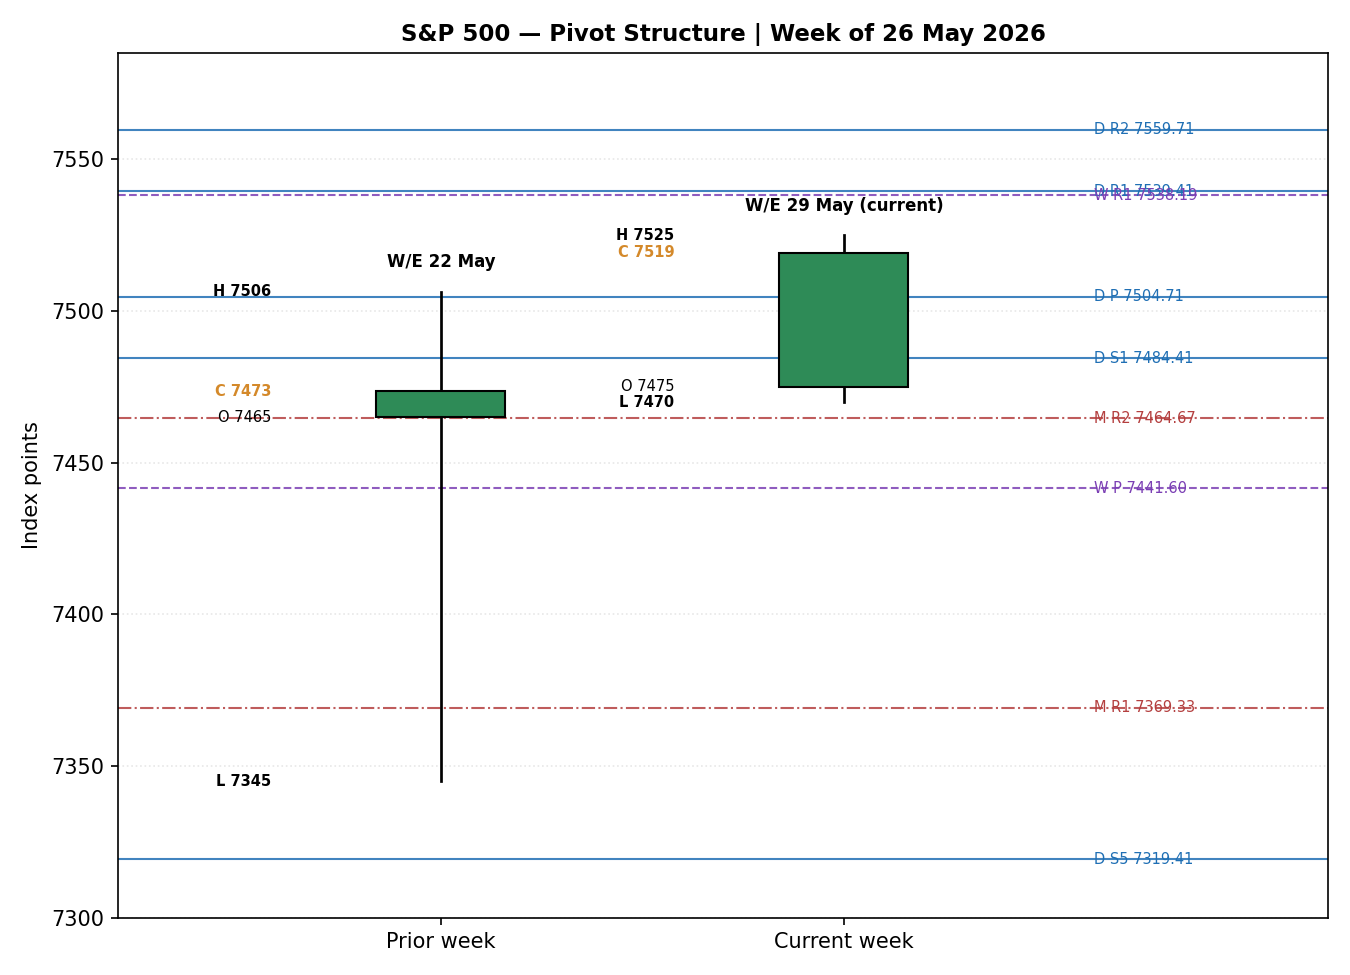 S&P 500 — Pivot Structure | Week of 26 May 2026
D R2 7559.71
7550
D R1 7539.41
W R1 7538.19
W/E 29 May (current)
H 7525
C 7519
W/E 22 May
H 7506
D P 7504.71
7500
D S1 7484.41
C 7473
O 7475
L 7470
O 7465
M R2 7464.67
7450
W P 7441.60
Index points
7400
M R1 7369.33
7350
L 7345
D S5 7319.41
7300
Prior week
Current week